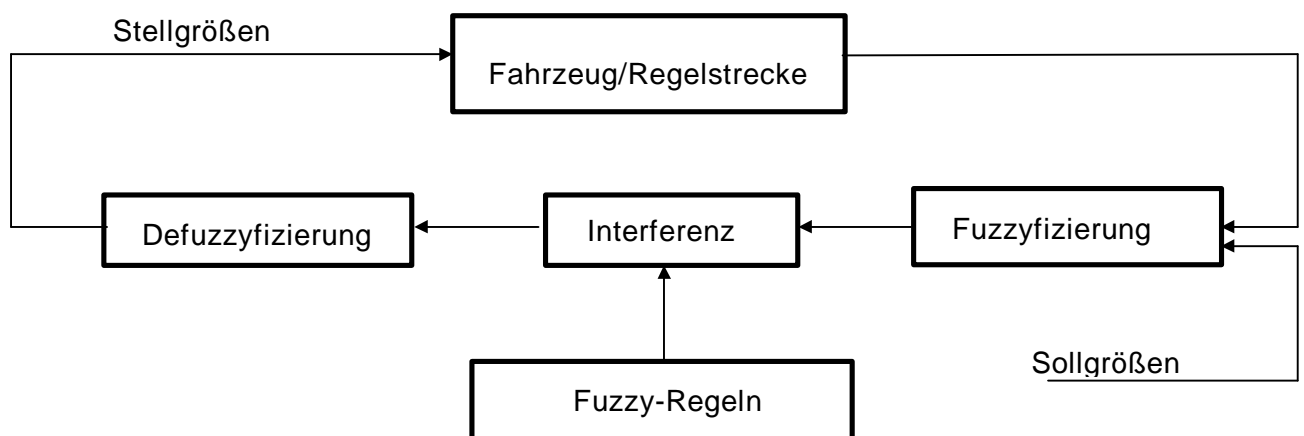 Stellgrößen
Fahrzeug/Regelstrecke
Defuzzyfizierung
Interferenz
Fuzzyfizierung
Sollgrößen
Fuzzy-Regeln